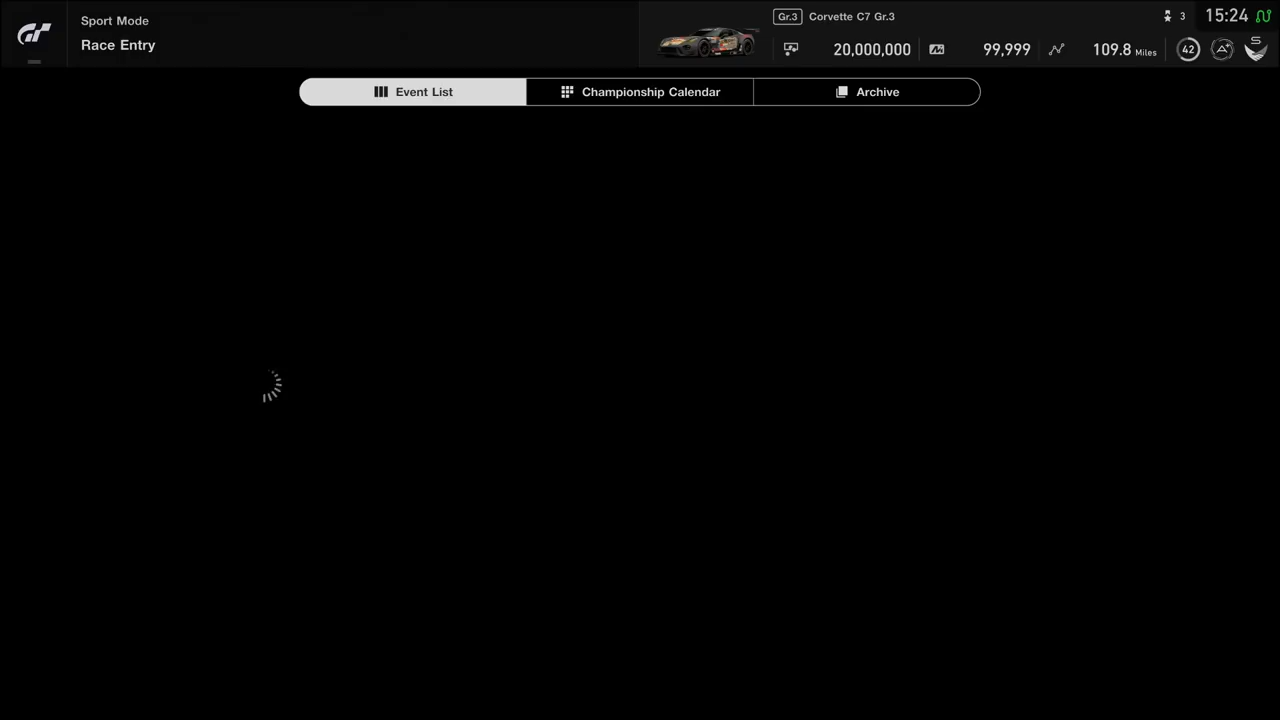 Sport Mode
Race Entry
Gr.3 Corvette C7 Gr.3
3
15:24
20,000,000
99,999
109.8 Miles
42
A+
S
Event List
Championship Calendar
Archive